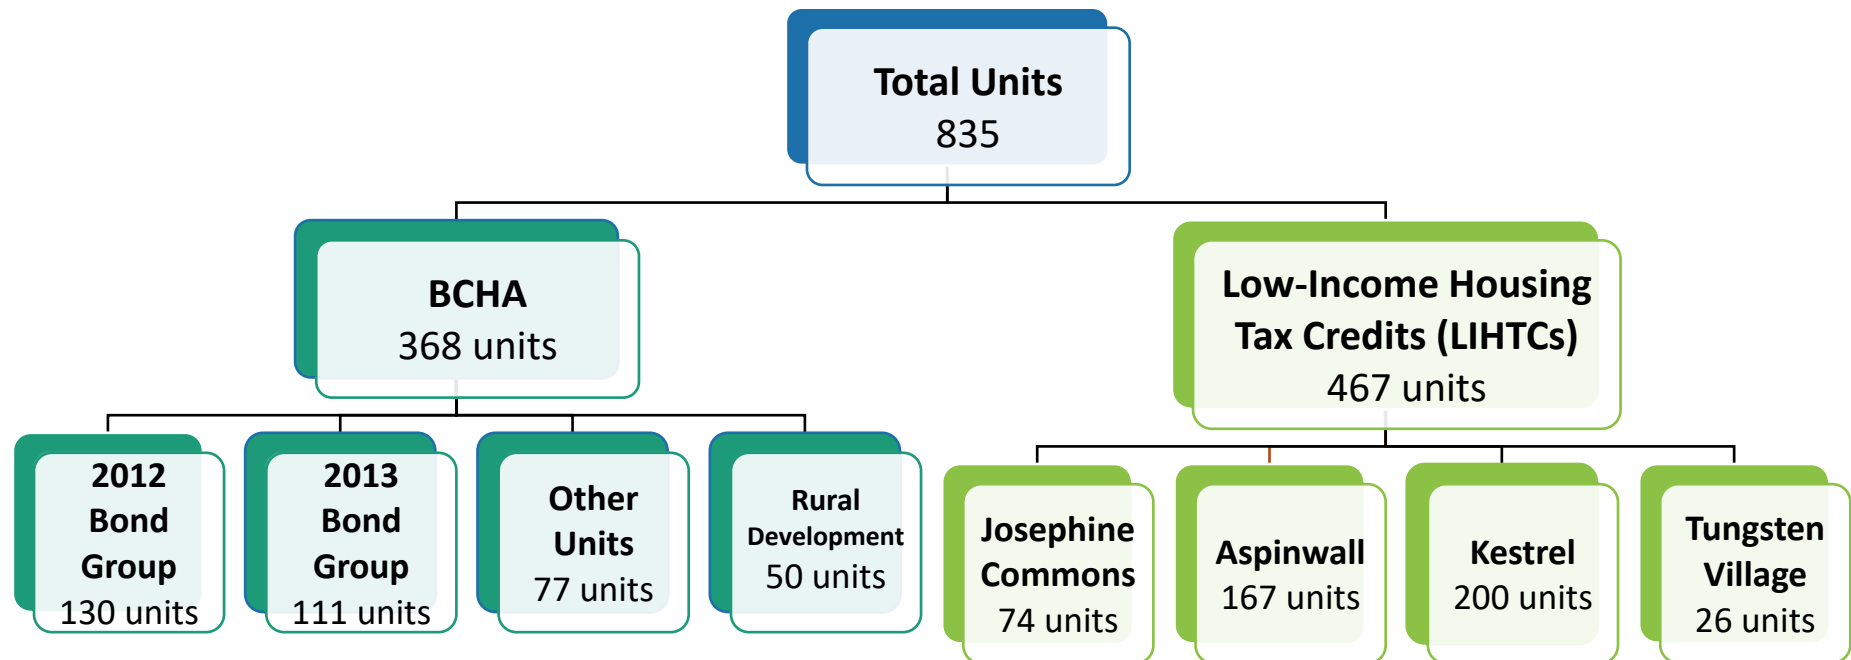 Total Units
835
BCHA
368 units
Low-Income Housing
Tax Credits (LIHTCs)
467 units
2012
Bond
Group
130 units
2013
Bond
Group
111 units
Other
Units
77 units
Rural
Development
50 units
Josephine
Commons
74 units
Aspinwall
167 units
Kestrel
200 units
Tungsten
Village
26 units